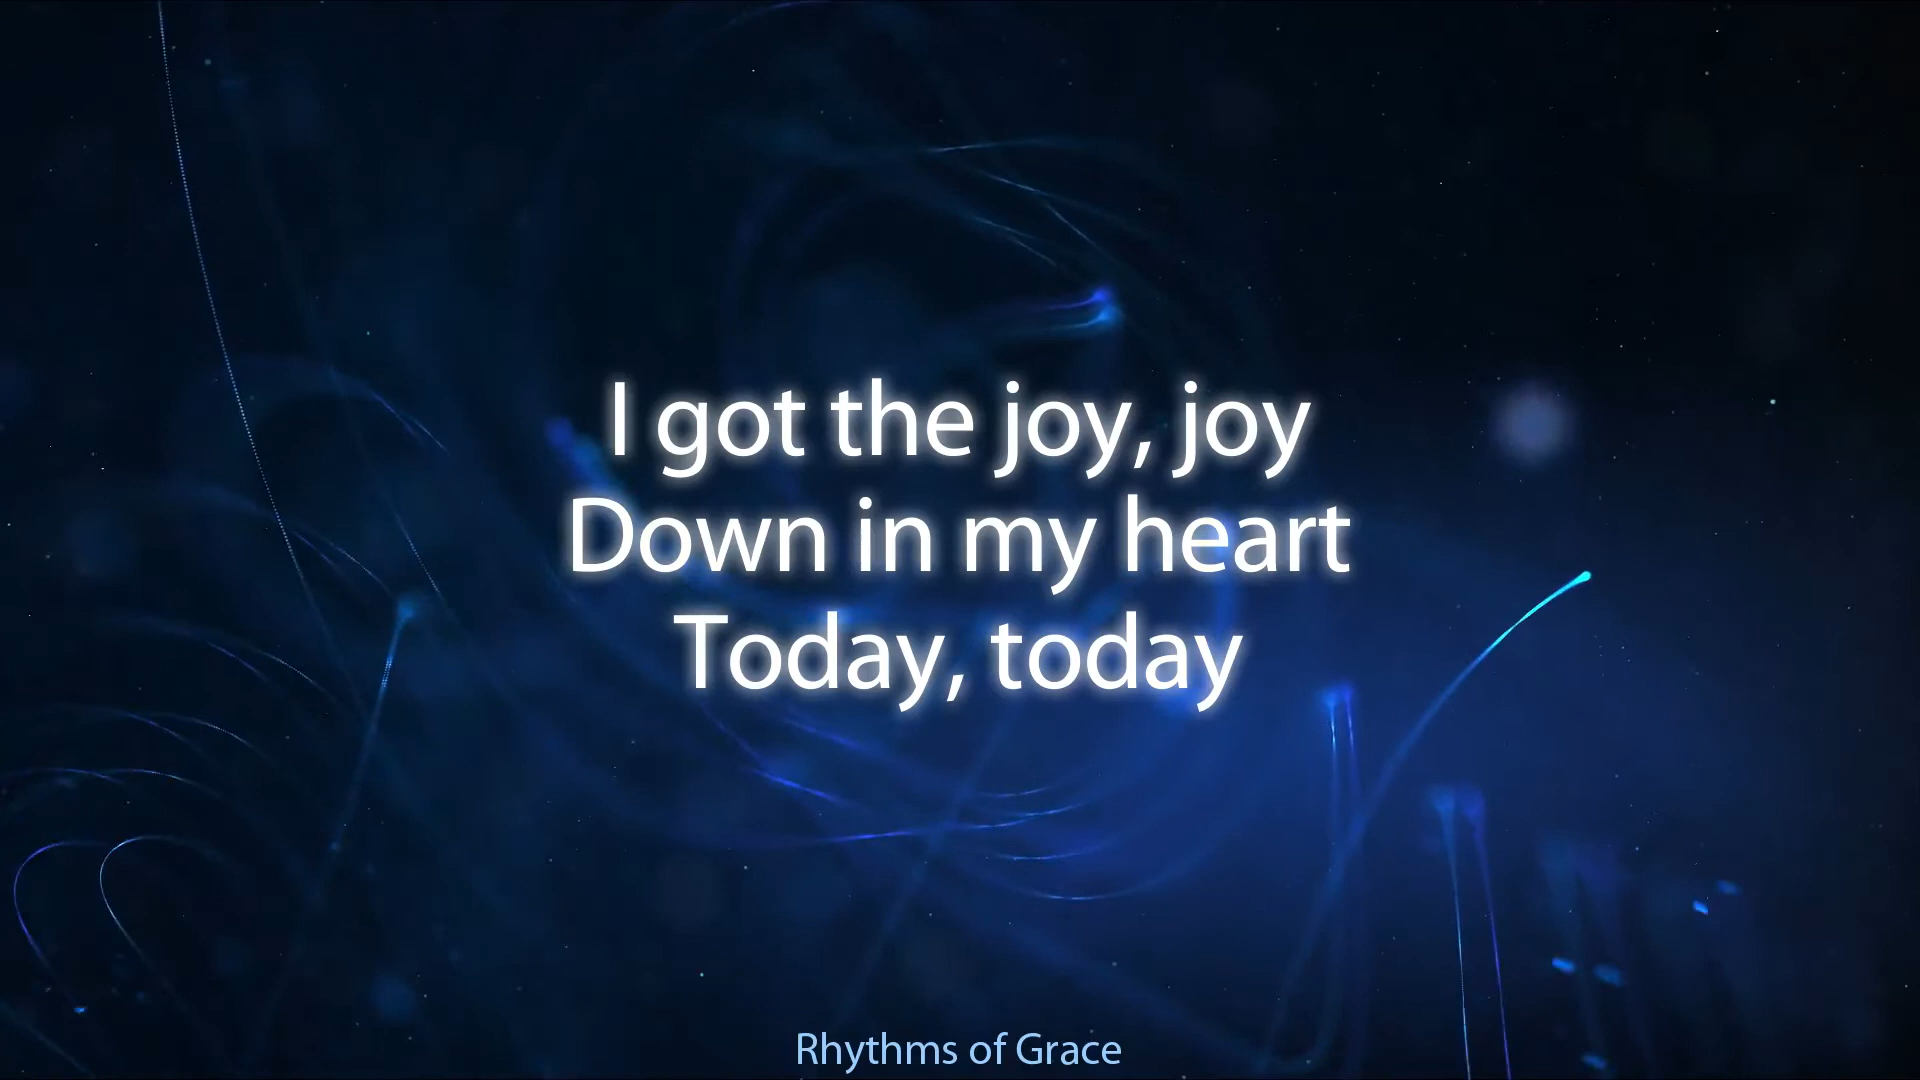 I got the joy, joy
Down in my heart
Today, today
Rhythms of Grace